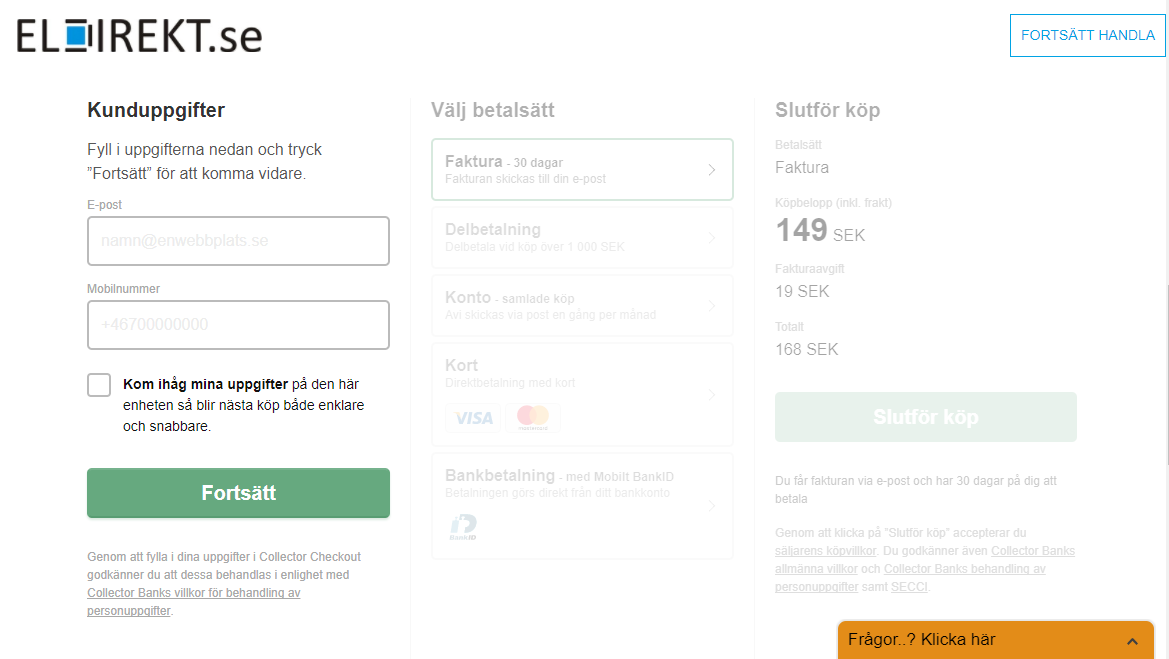 EL DIREKT.se
FORTSÄTT HANDLA
Kunduppgifter
Fyll i uppgifterna nedan och tryck
”Fortsätt” för att komma vidare.
E-post
namn@enwebbplats.se
Mobilnummer
+46700000000
Kom ihåg mina uppgifter på den här
enheten så blir nästa köp både enklare
och snabbare.
Fortsätt
Genom att fylla i dina uppgifter i Collector Checkout
godkänner du att dessa behandlas i enlighet med
Collector Banks villkor för behandling av
personuppgifter.
Välj betalsätt
Faktura - 30 dagar
Fakturan skickas till din e-post
Delbetalning
Delbetala vid köp över 1 000 SEK
Konto - samlade köp
Avi skickas via post en gång per månad
Kort
Direktbetalning med kort
VISA
mastercard
Bankbetalning - med Mobilt BankID
Betalningen görs direkt från ditt bankkonto
BankID
Slutför köp
Betalsätt
Faktura
Köpbelopp (inkl. frakt)
149 SEK
Fakturaavgift
19 SEK
Totalt
168 SEK
Slutför köp
Du får fakturan via e-post och har 30 dagar på dig att
betala
Genom att klicka på ”Slutför köp” accepterar du
säljarens köpvillkor. Du godkänner även Collector Banks
allmänna villkor och Collector Banks behandling av
personuppgifter samt SECCI.
Frågor..? Klicka här